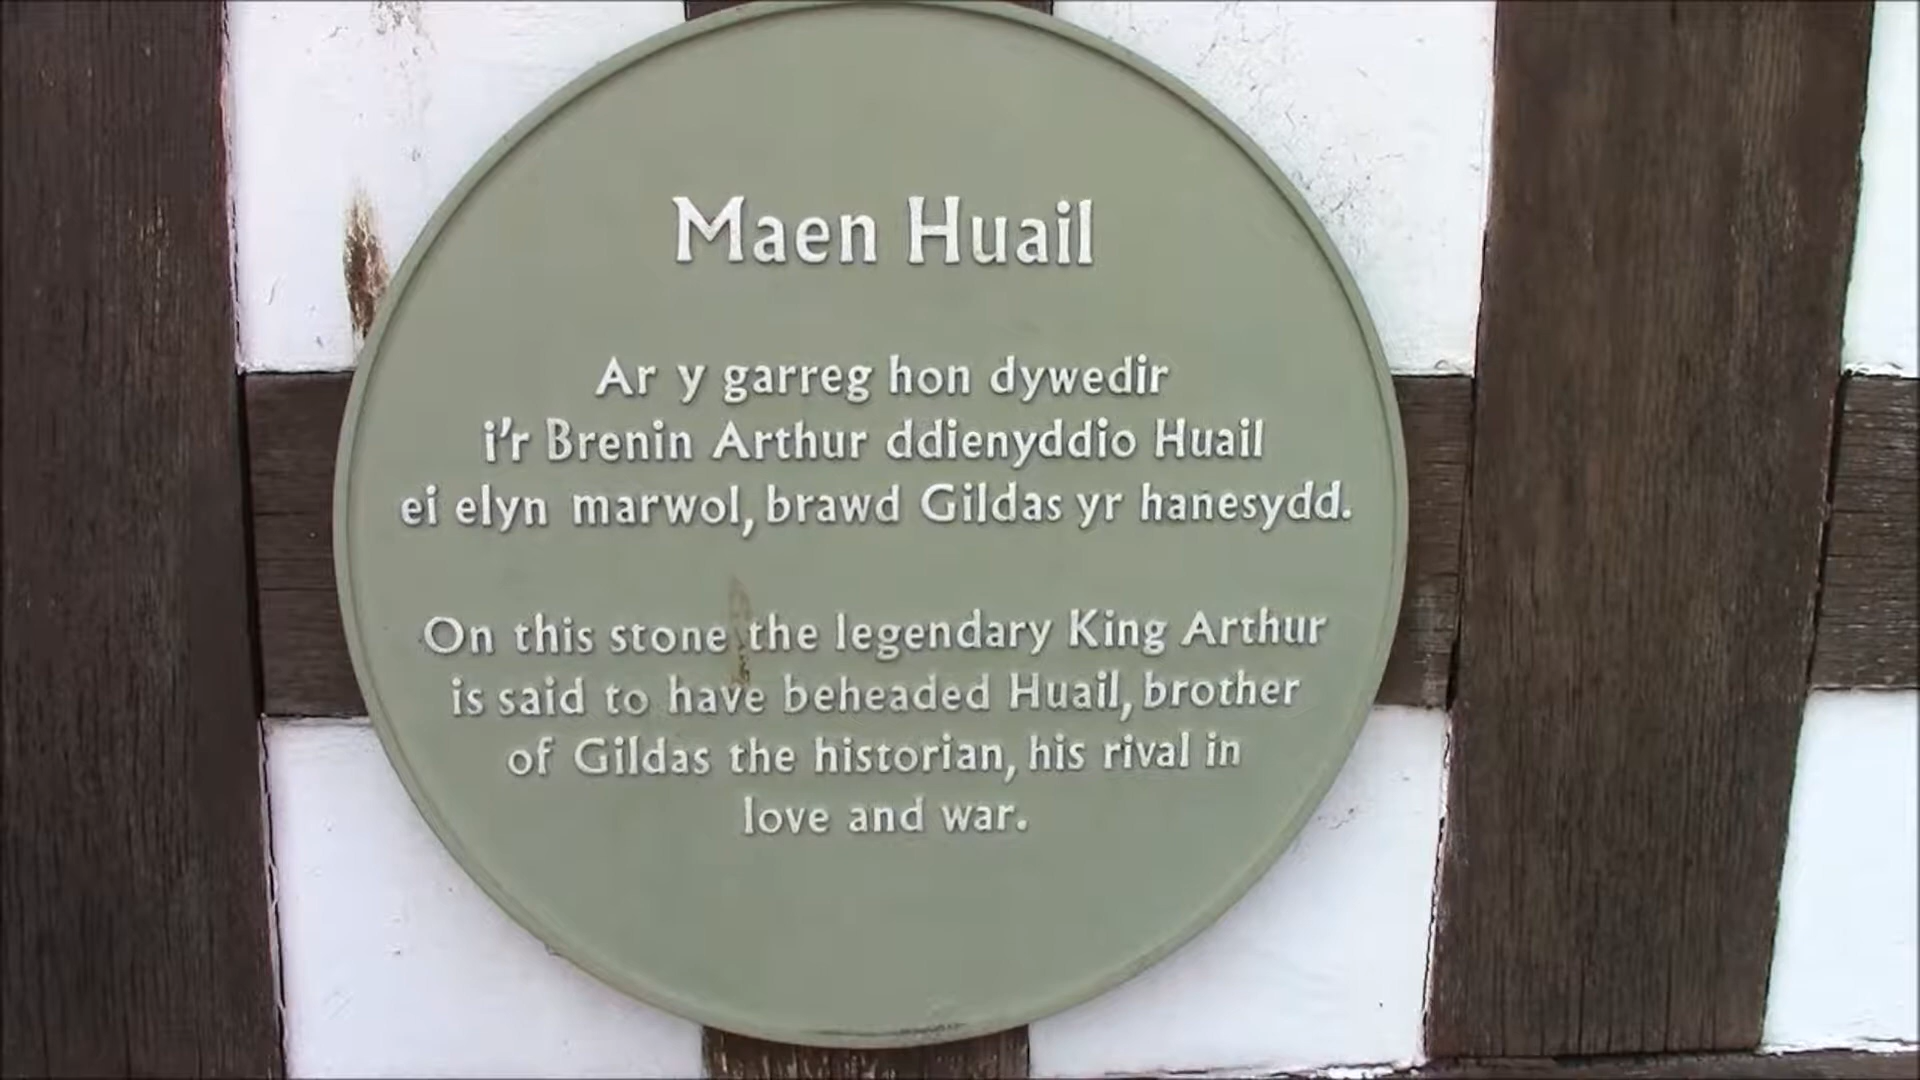 Maen Huail
Ar y garreg hon dywedir
i'r Brenin Arthur ddienyddio Huail
ei elyn marwol, brawd Gildas yr hanesydd.
On this stone the legendary King Arthur
is said to have beheaded Huail, brother
of Gildas the historian, his rival in
love and war.